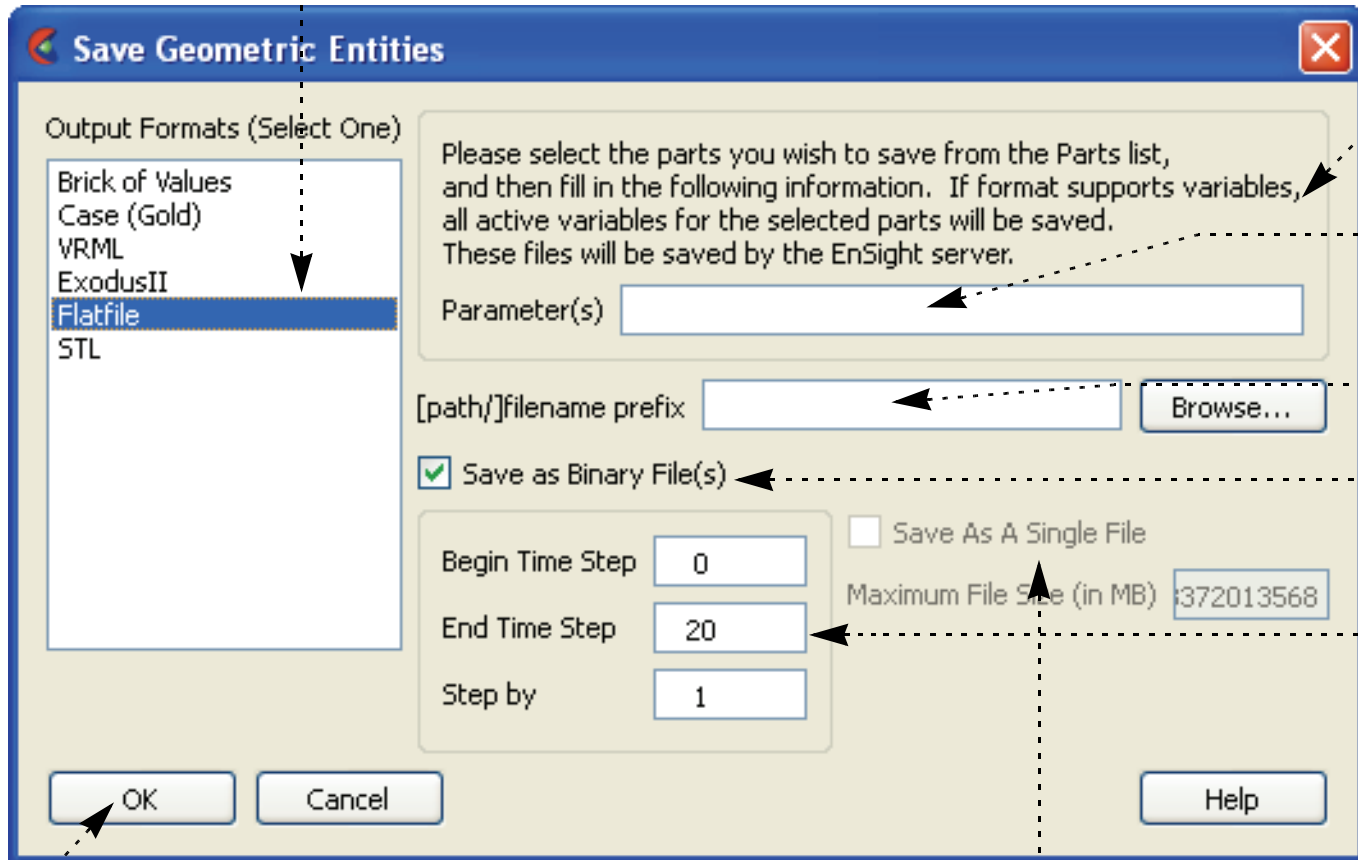 Save Geometric Entities
Output Formats (Select One)
Brick of Values
Case (Gold)
VRML
ExodusII
Flatfile
STL
Please select the parts you wish to save from the Parts list,
and then fill in the following information. If format supports variables,
all active variables for the selected parts will be saved.
These files will be saved by the EnSight server.
Parameter(s)
[path/]filename prefix
Browse...
Save as Binary File(s)
Begin Time Step 0
End Time Step 20
Step by 1
Save As A Single File
Maximum File Size (in MB) 372013568
OK
Cancel
Help